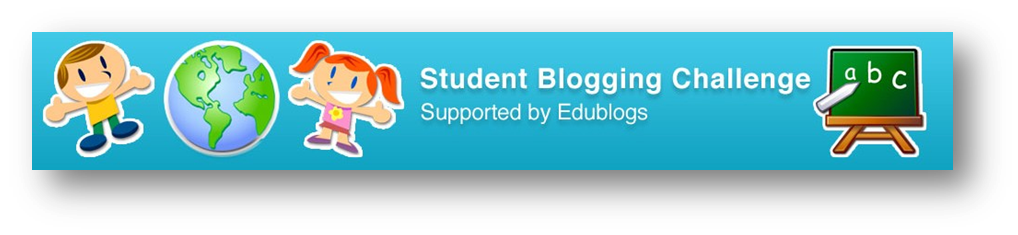 Student Blogging Challenge
Supported by Edublogs
a b c